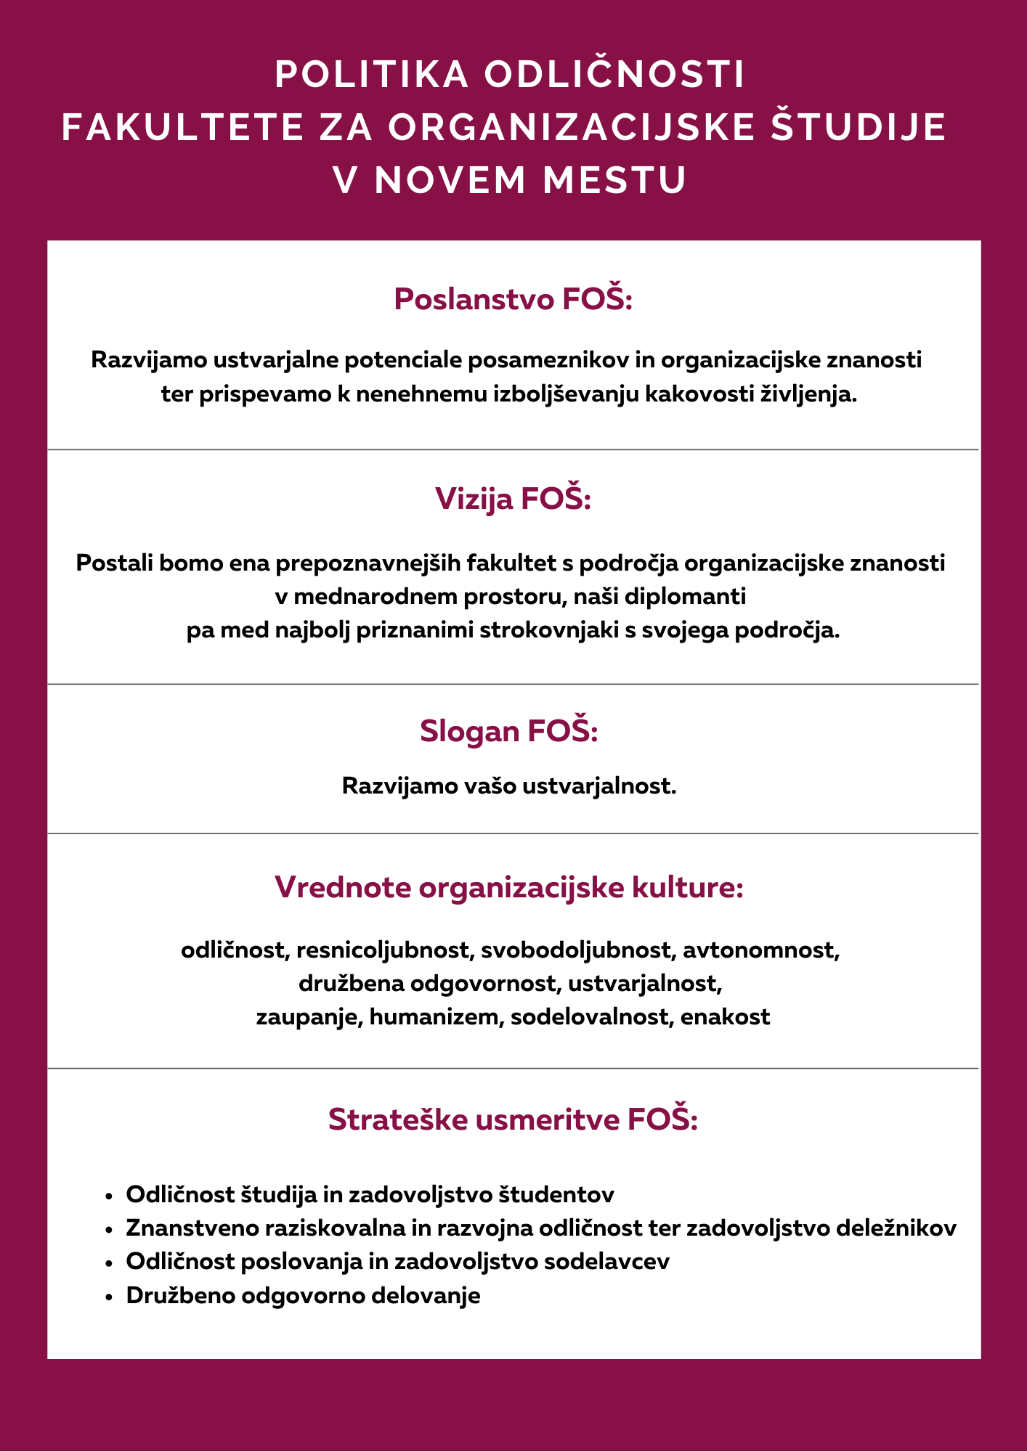 POLITIKA ODLIČNOSTI
FAKULTETE ZA ORGANIZACIJSKE ŠTUDIJE
V NOVEM MESTU
Poslanstvo FOŠ:
Razvijamo ustvarjalne potenciale posameznikov in organizacijske znanosti
ter prispevamo k nenehnemu izboljševanju kakovosti življenja.
Vizija FOŠ:
Postali bomo ena prepoznavnejših fakultet s področja organizacijske znanosti
v mednarodnem prostoru, naši diplomanti
pa med najbolj priznanimi strokovnjaki s svojega področja.
Slogan FOŠ:
Razvijamo vašo ustvarjalnost.
Vrednote organizacijske kulture:
odličnost, resnicoljubnost, svobodoljubnost, avtonomnost,
družbena odgovornost, ustvarjalnost,
zaupanje, humanizem, sodelovalnost, enakost
Strateške usmeritve FOŠ:
• Odličnost študija in zadovoljstvo študentov
• Znanstveno raziskovalna in razvojna odličnost ter zadovoljstvo deležnikov
• Odličnost poslovanja in zadovoljstvo sodelavcev
• Družbeno odgovorno delovanje